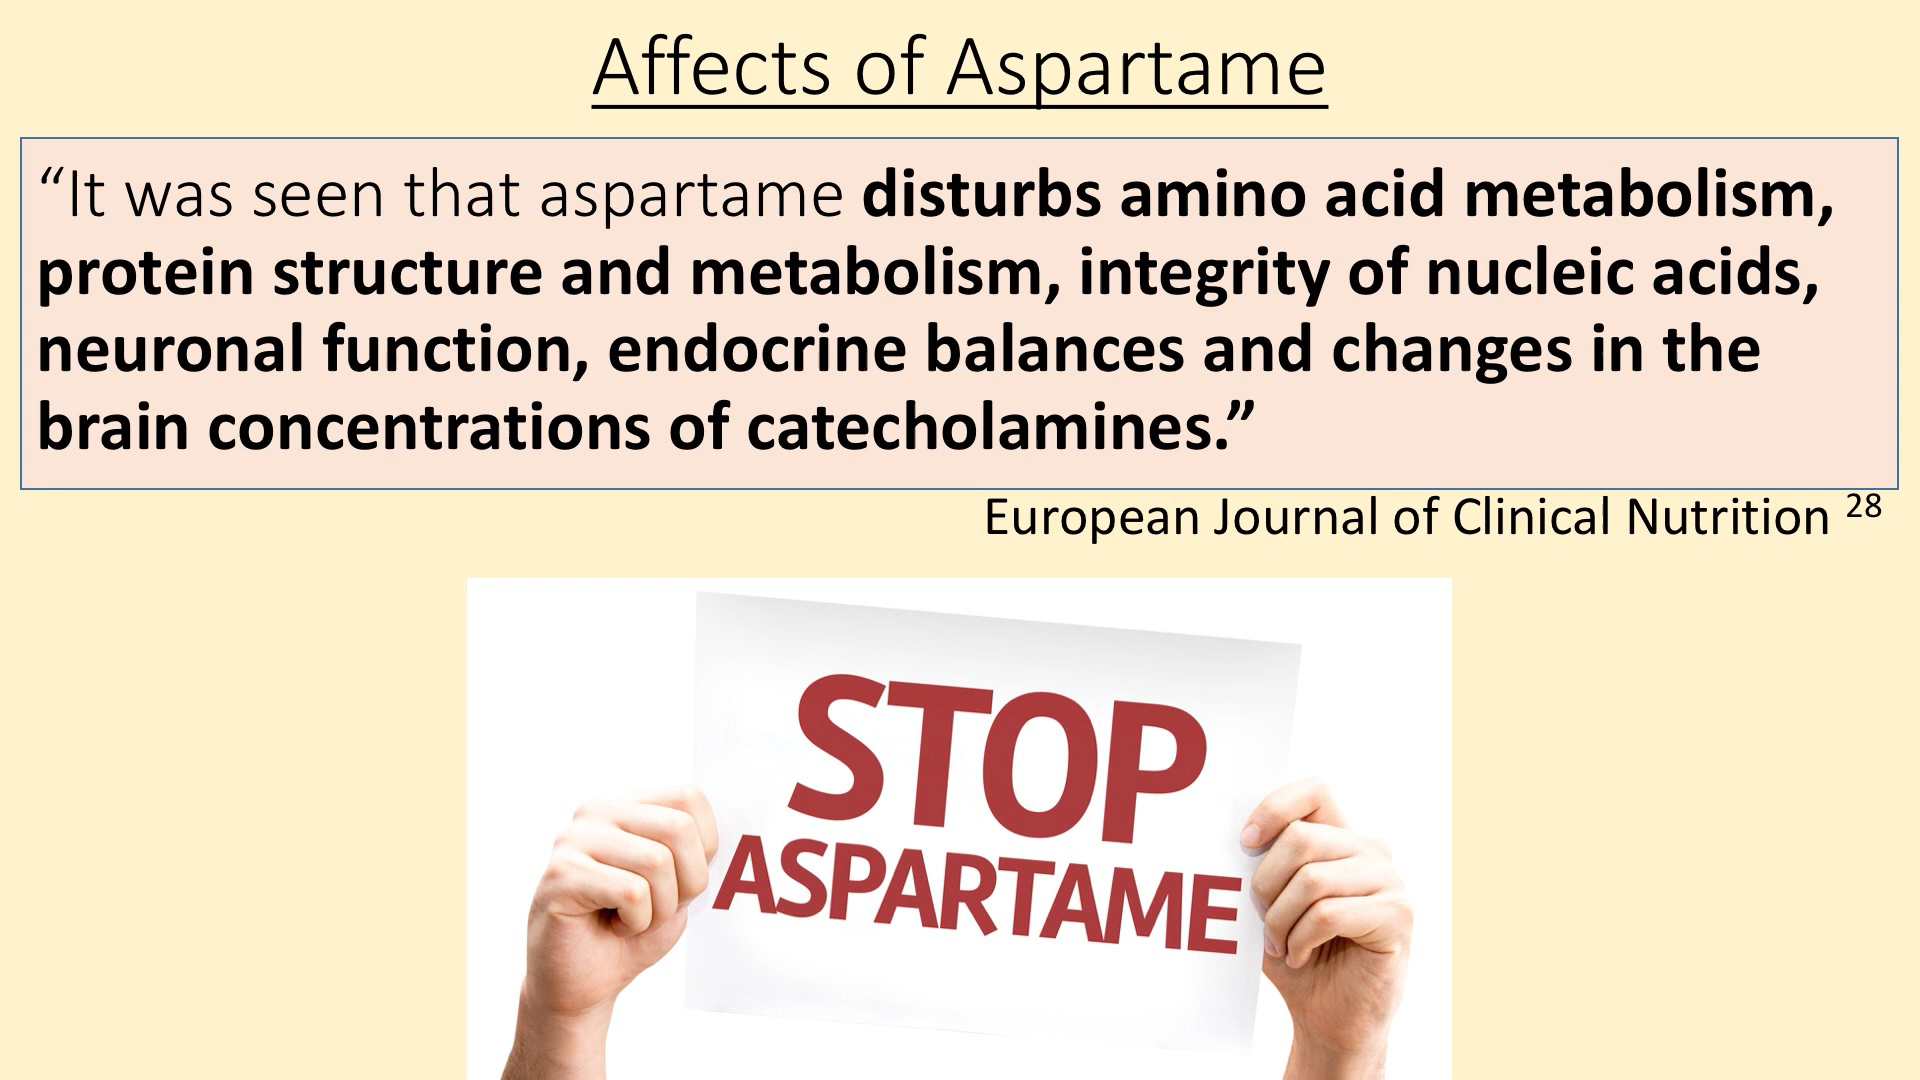 Affects of Aspartame
“It was seen that aspartame disturbs amino acid metabolism,
protein structure and metabolism, integrity of nucleic acids,
neuronal function, endocrine balances and changes in the
brain concentrations of catecholamines.”
European Journal of Clinical Nutrition 28
STOP
ASPARTAME